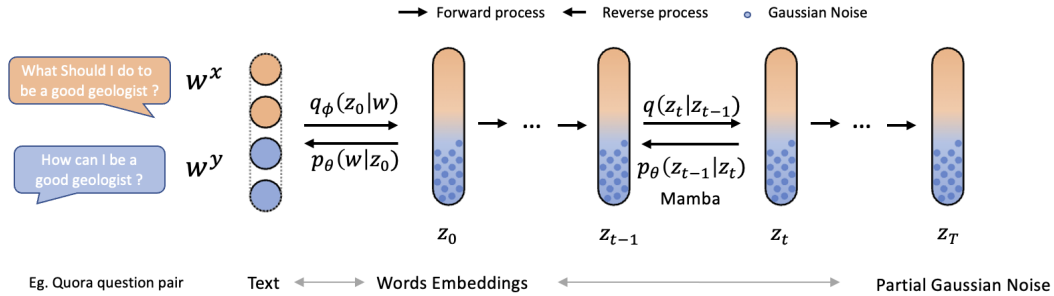 Forward process
Reverse process
Gaussian Noise
What Should I do to
be a good geologist ?
w^x
How can I be a
good geologist ?
w^y
q_ϕ(z_0|w)
p_θ(w|z_0)
...
q(z_t|z_{t-1})
p_θ(z_{t-1}|z_t)
Mamba
...
z_0
z_{t-1}
z_t
z_T
Eg. Quora question pair
Text
Words Embeddings
Partial Gaussian Noise